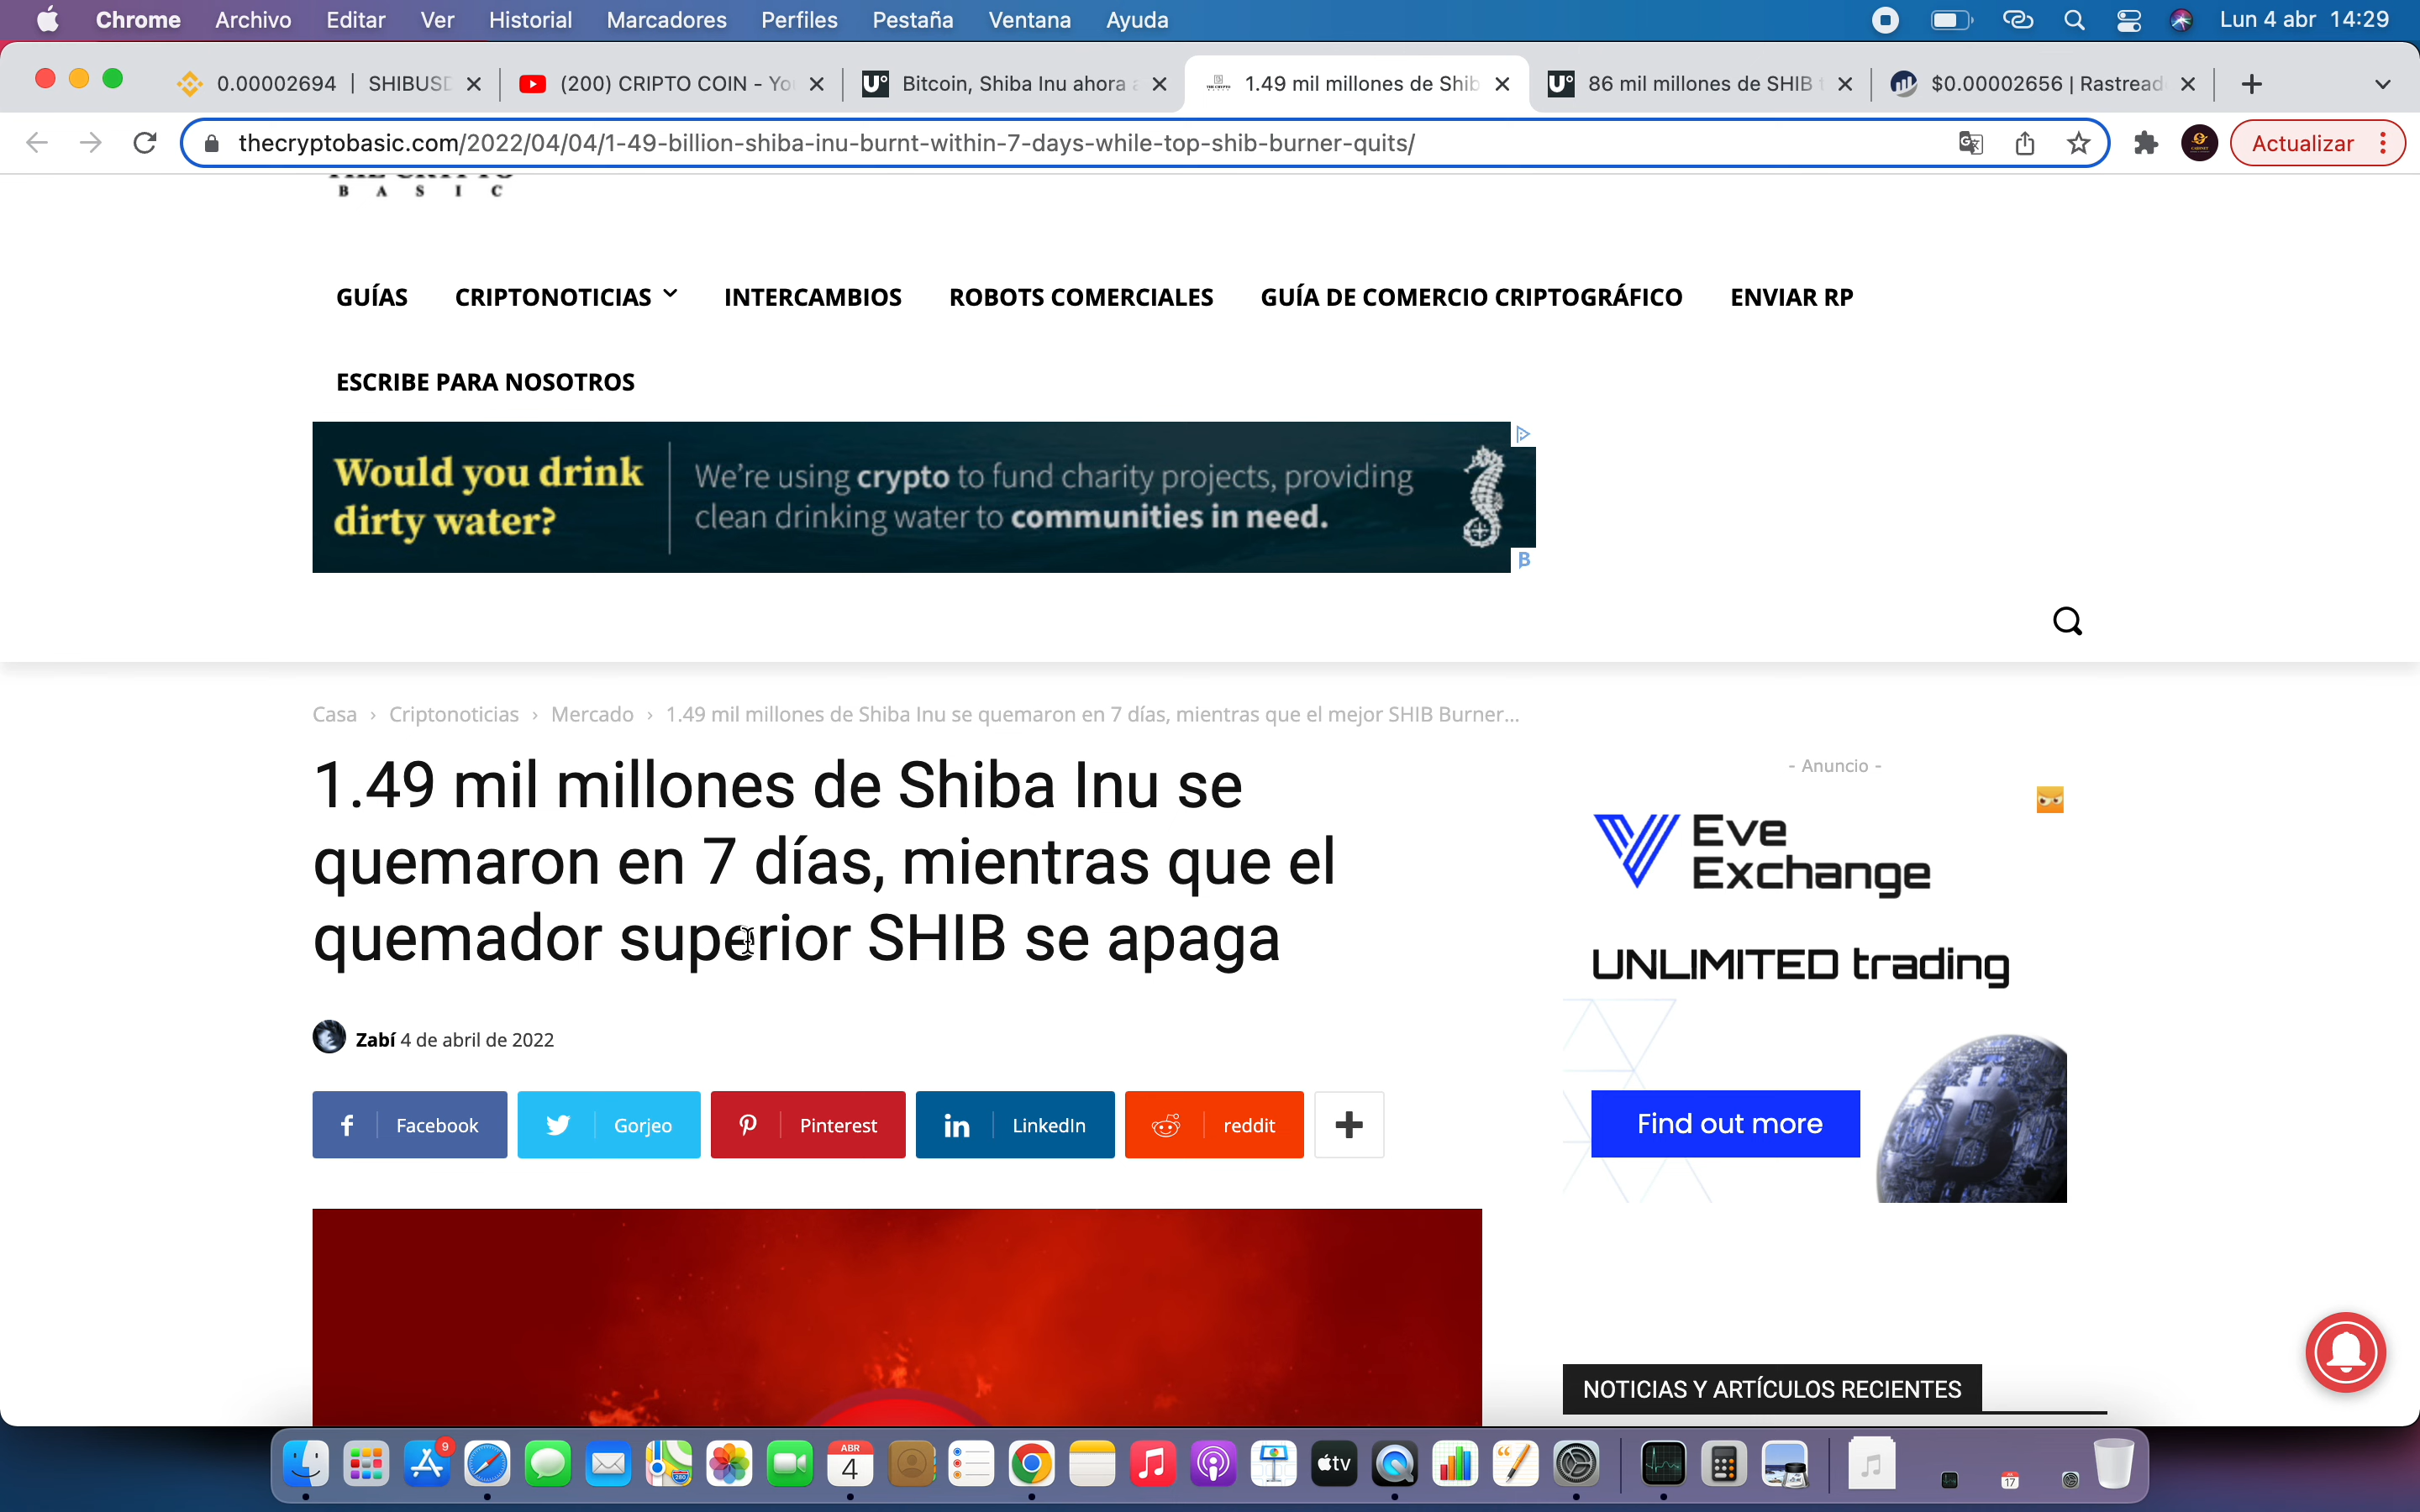 Chrome Archivo Editar Ver Historial Marcadores Perfiles Pestaña Ventana Ayuda Lun 4 abr 14:29
0.00002694 | SHIBUSD (200) CRIPTO COIN - Yo Bitcoin, Shiba Inu ahora a 1.49 mil millones de Shib 86 mil millones de SHIB $0.00002656 | Rastread
thecryptobasic.com/2022/04/04/1-49-billion-shiba-inu-burnt-within-7-days-while-top-shib-burner-quits/ Actualizar
THE CRYPTO
BASIC
GUÍAS CRIPTONOTICIAS INTERCAMBIOS ROBOTS COMERCIALES GUÍA DE COMERCIO CRIPTOGRÁFICO ENVIAR RP
ESCRIBE PARA NOSOTROS
Would you drink
dirty water?
We're using crypto to fund charity projects, providing
clean drinking water to communities in need.
Casa › Criptonoticias › Mercado › 1.49 mil millones de Shiba Inu se quemaron en 7 días, mientras que el mejor SHIB Burner...
1.49 mil millones de Shiba Inu se
quemaron en 7 días, mientras que el
quemador superior SHIB se apaga
Zabí 4 de abril de 2022
Facebook Gorjeo Pinterest LinkedIn reddit
- Anuncio -
Eve
Exchange
UNLIMITED trading
Find out more
NOTICIAS Y ARTÍCULOS RECIENTES
9
ABR
4
280
tv
17